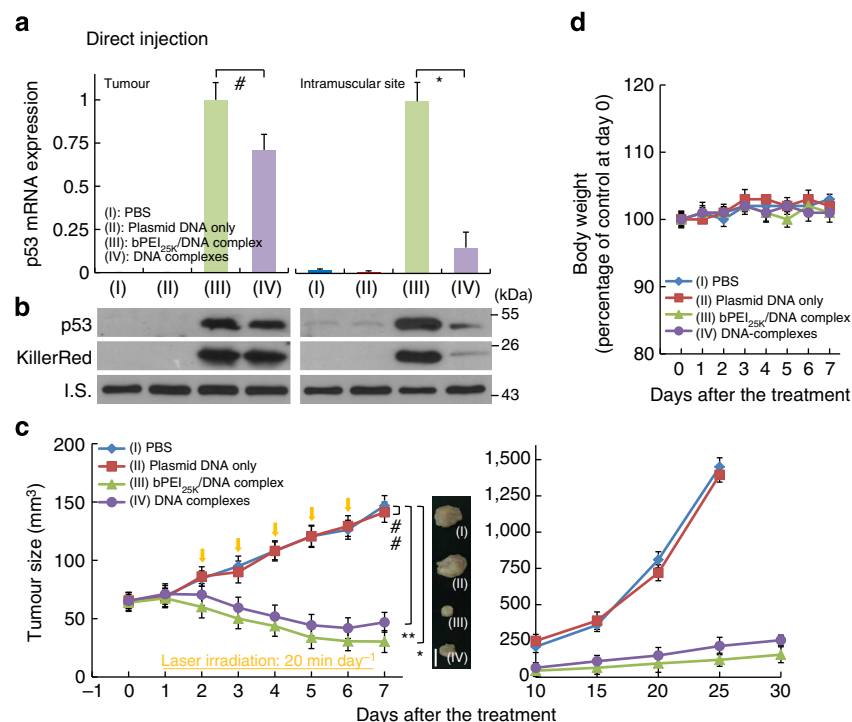 a
Direct injection
p53 mRNA expression
1
0.75
0.5
0.25
0
Tumour
#
Intramuscular site
*
(I): PBS
(II): Plasmid DNA only
(III): bPEI25K/DNA complex
(IV): DNA complexes
(I) (II) (III) (IV) (I) (II) (III) (IV)
(kDa)
b
p53
55
KillerRed
26
I.S.
43
c
Tumour size (mm³)
200
150
100
50
0
(I) PBS
(II) Plasmid DNA only
(III) bPEI25K/DNA complex
(IV) DNA complexes
#
#
**
*
(I)
(II)
(III)
(IV)
Laser irradiation: 20 min day⁻¹
−1 0 1 2 3 4 5 6 7
1,500
1,250
1,000
750
500
250
0
10 15 20 25 30
Days after the treatment
d
Body weight
(percentage of control at day 0)
120
110
100
90
80
(I) PBS
(II) Plasmid DNA only
(III) bPEI25K/DNA complex
(IV) DNA-complexes
0 1 2 3 4 5 6 7
Days after the treatment